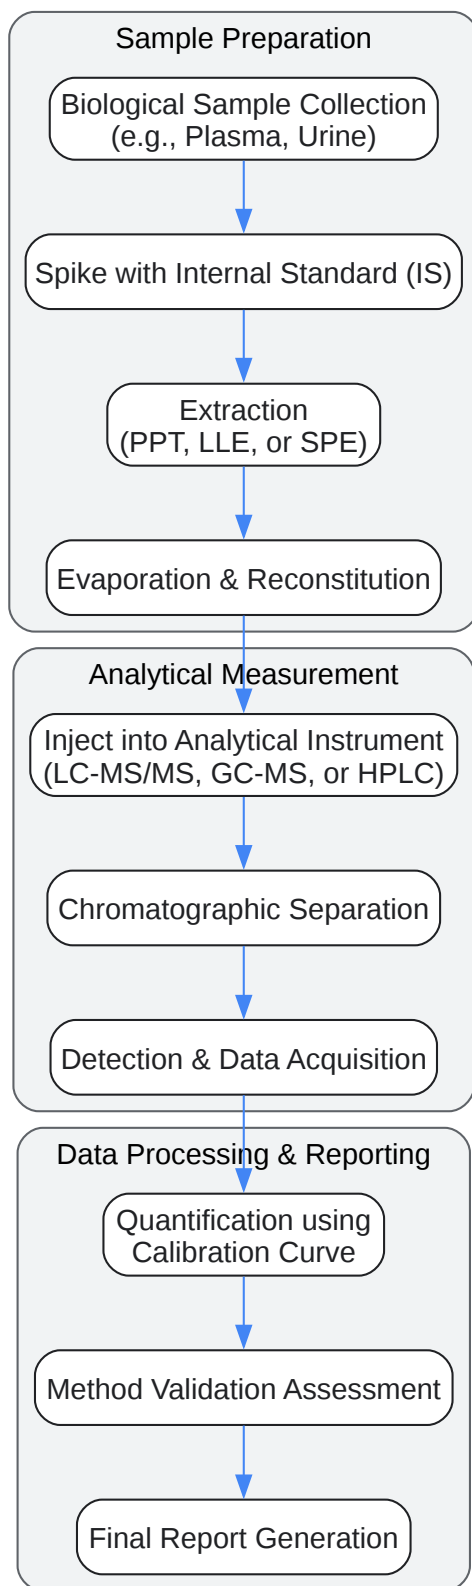 Sample Preparation
Biological Sample Collection
(e.g., Plasma, Urine)
Spike with Internal Standard (IS)
Extraction
(PPT, LLE, or SPE)
Evaporation & Reconstitution
Analytical Measurement
Inject into Analytical Instrument
(LC-MS/MS, GC-MS, or HPLC)
Chromatographic Separation
Detection & Data Acquisition
Data Processing & Reporting
Quantification using
Calibration Curve
Method Validation Assessment
Final Report Generation